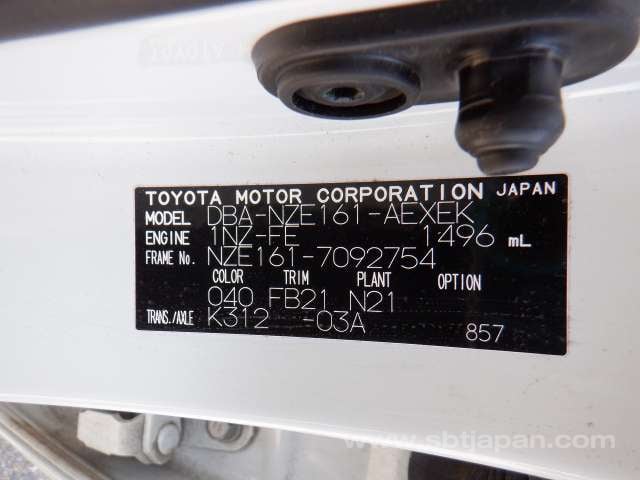 TOYOTA MOTOR CORPORATION JAPAN
MODEL DBA-NZE161-AEXEK
ENGINE 1NZ-FE 1496 mL
FRAME No. NZE161-7092754
COLOR TRIM PLANT OPTION
040 FB21 N21
TRANS./AXLE K312 -03A
857
www.sbtjapan.com